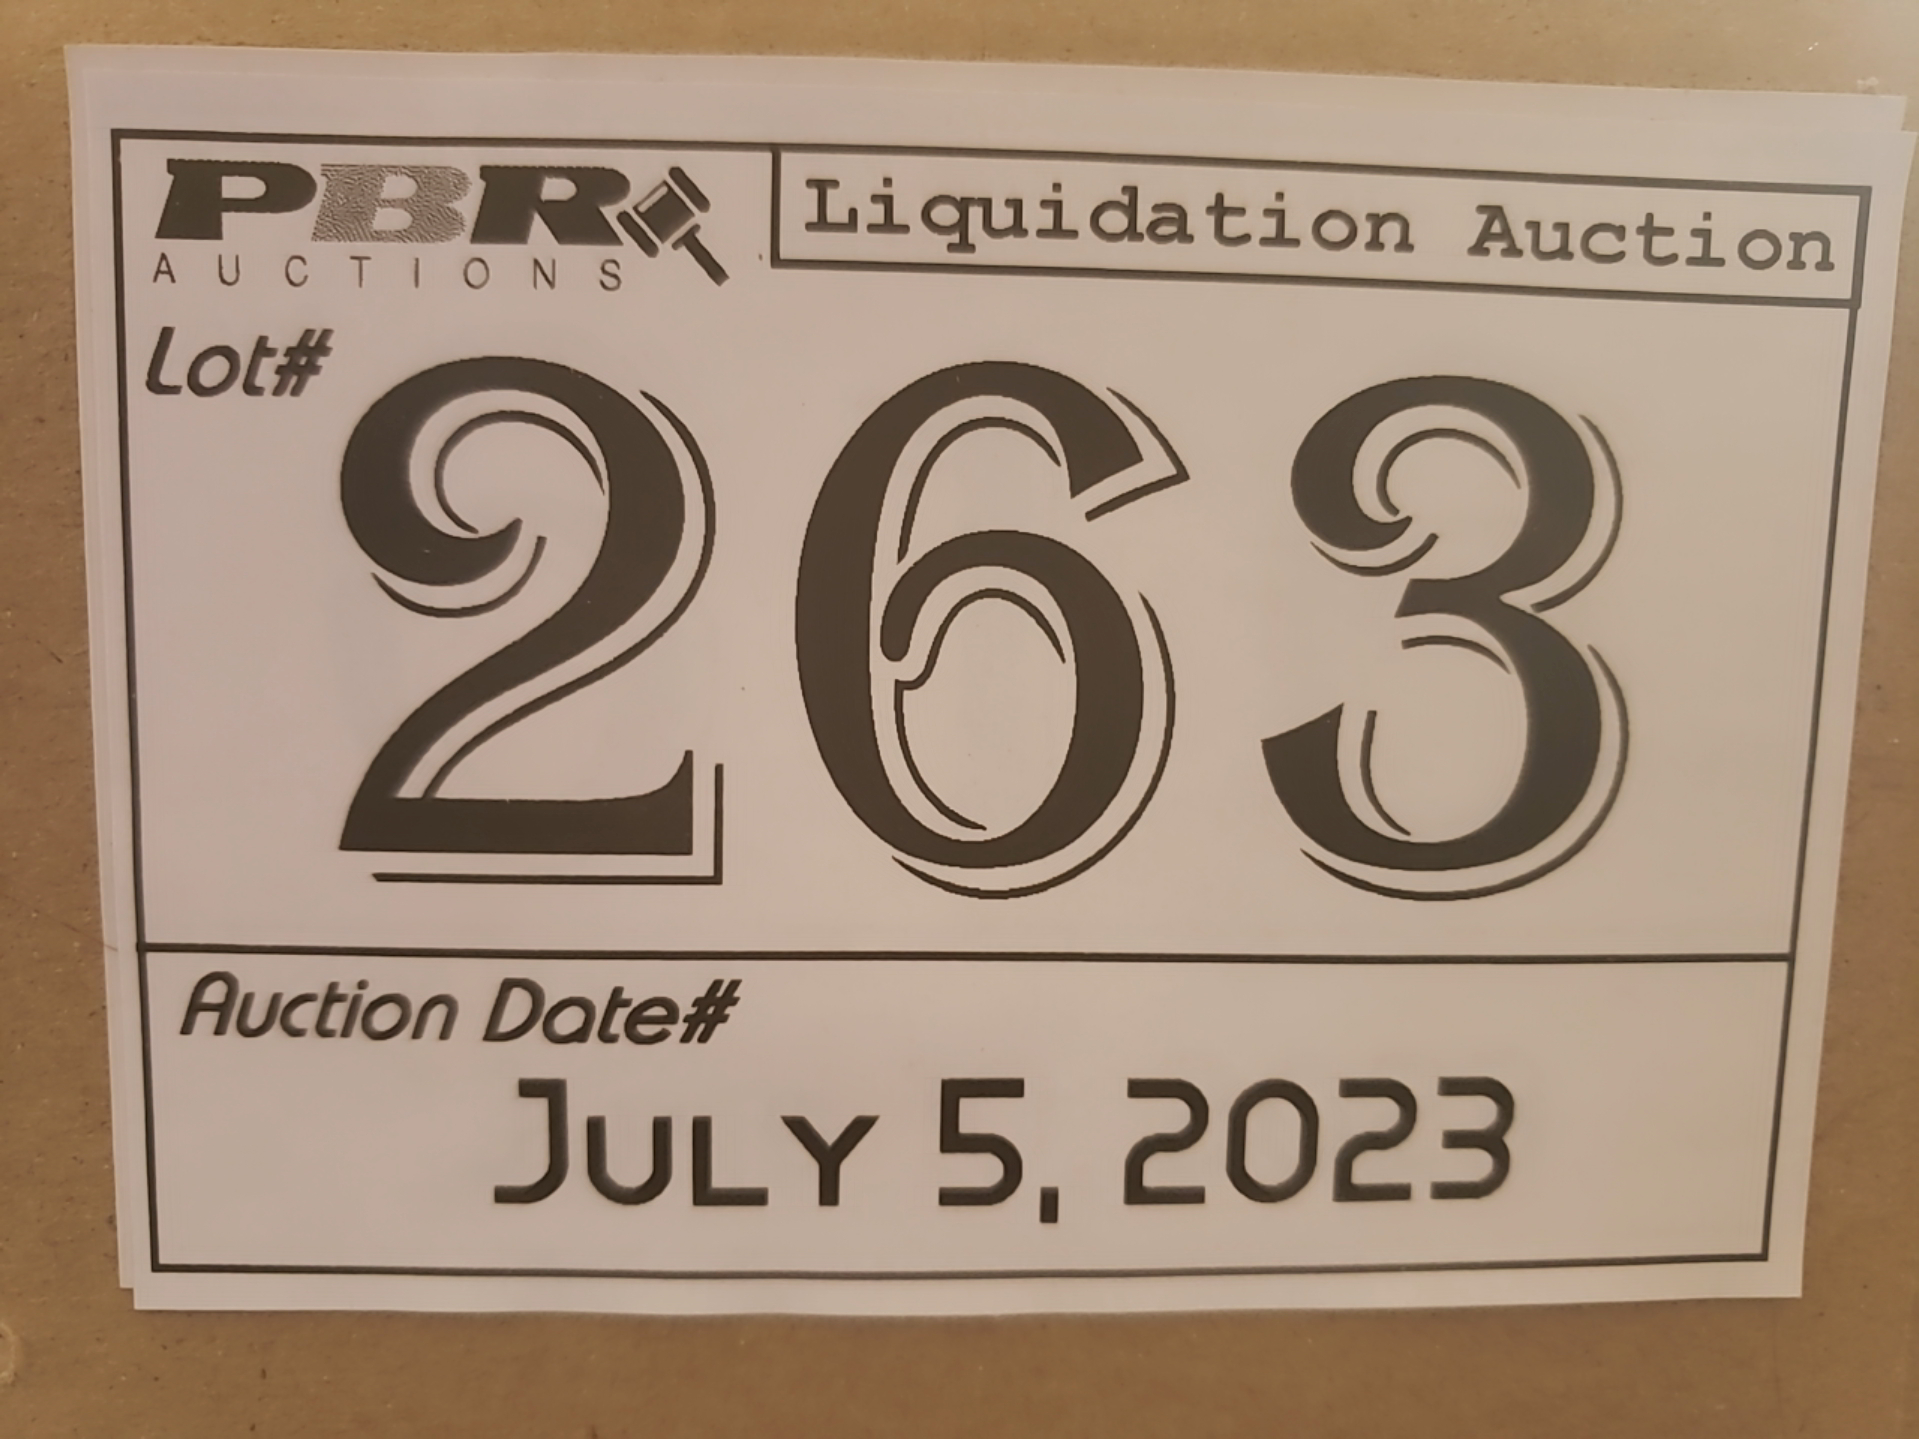 PBR
AUCTIONS
Liquidation Auction
Lot#
263
Auction Date#
July 5, 2023